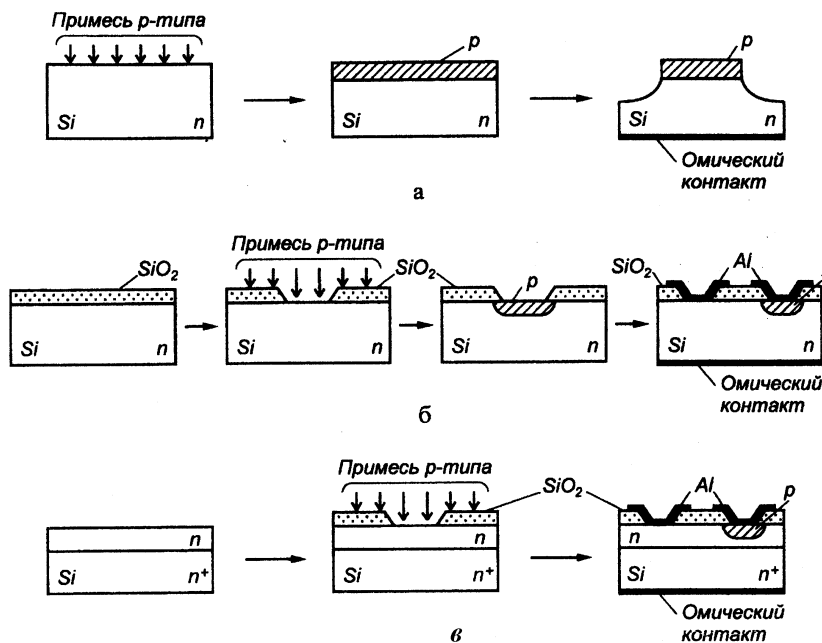 Примесь p-типа
p
p
Si n
Si n
Si n
Омический
контакт
а
SiO2
Примесь p-типа
SiO2
p
SiO2 Al
Si n
Si n
Si n
Si n
Омический
контакт
б
Примесь p-типа
SiO2
Al
p
n
n
n
Si n+
Si n+
Si n+
Омический
контакт
в